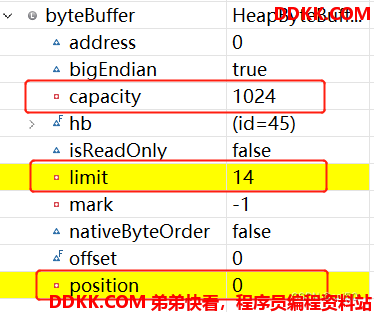 byteBuffer HeapByteBuff...
DDKK.COM
address 0
bigEndian true
capacity 1024
hb (id=45)
isReadOnly false
limit 14
mark -1
nativeByteOrder false
offset 0
position 0
DDKK.COM 弟弟快看，程序员编程资料站